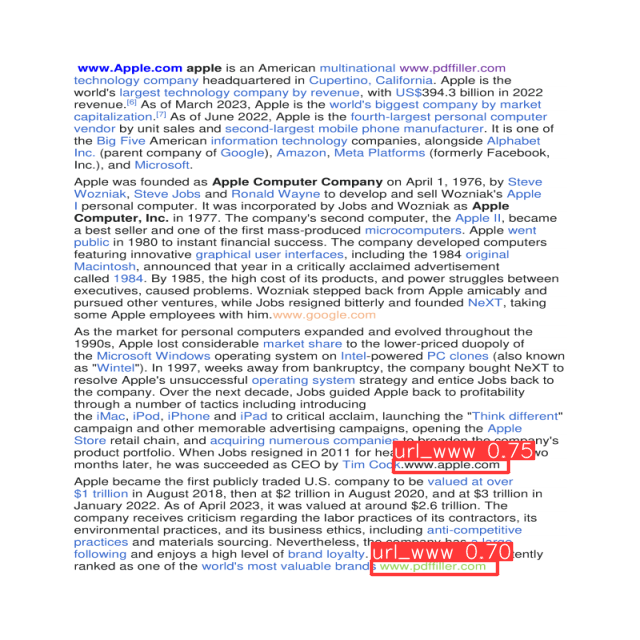 www.Apple.com apple is an American multinational www.pdffiller.com
technology company headquartered in Cupertino, California. Apple is the
world's largest technology company by revenue, with US$394.3 billion in 2022
revenue.[6] As of March 2023, Apple is the world's biggest company by market
capitalization.[7] As of June 2022, Apple is the fourth-largest personal computer
vendor by unit sales and second-largest mobile phone manufacturer. It is one of
the Big Five American information technology companies, alongside Alphabet
Inc. (parent company of Google), Amazon, Meta Platforms (formerly Facebook,
Inc.), and Microsoft.
Apple was founded as Apple Computer Company on April 1, 1976, by Steve
Wozniak, Steve Jobs and Ronald Wayne to develop and sell Wozniak's Apple
I personal computer. It was incorporated by Jobs and Wozniak as Apple
Computer, Inc. in 1977. The company's second computer, the Apple II, became
a best seller and one of the first mass-produced microcomputers. Apple went
public in 1980 to instant financial success. The company developed computers
featuring innovative graphical user interfaces, including the 1984 original
Macintosh, announced that year in a critically acclaimed advertisement
called 1984. By 1985, the high cost of its products, and power struggles between
executives, caused problems. Wozniak stepped back from Apple amicably and
pursued other ventures, while Jobs resigned bitterly and founded NeXT, taking
some Apple employees with him.www.google.com
As the market for personal computers expanded and evolved throughout the
1990s, Apple lost considerable market share to the lower-priced duopoly of
the Microsoft Windows operating system on Intel-powered PC clones (also known
as "Wintel"). In 1997, weeks away from bankruptcy, the company bought NeXT to
resolve Apple's unsuccessful operating system strategy and entice Jobs back to
the company. Over the next decade, Jobs guided Apple back to profitability
through a number of tactics including introducing
the iMac, iPod, iPhone and iPad to critical acclaim, launching the "Think different"
campaign and other memorable advertising campaigns, opening the Apple
Store retail chain, and acquiring numerous companies to broaden the company's
product portfolio. When Jobs resigned in 2011 for url_www 0.75
months later, he was succeeded as CEO by Tim Cook.www.apple.com
Apple became the first publicly traded U.S. company to be valued at over
$1 trillion in August 2018, then at $2 trillion in August 2020, and at $3 trillion in
January 2022. As of April 2023, it was valued at around $2.6 trillion. The
company receives criticism regarding the labor practices of its contractors, its
environmental practices, and its business ethics, including anti-competitive
practices and materials sourcing. Nevertheless, the company has a large
following and enjoys a high level of brand loyalty. url_www 0.70
ranked as one of the world's most valuable brands www.pdffiller.com